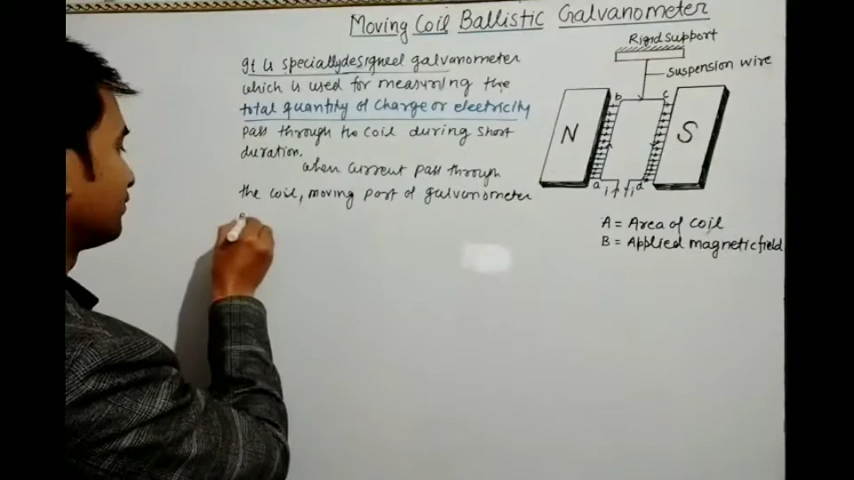 Moving Coil Ballistic Galvanometer
It is speciallydesigneel galvanometer
which is used for measuring the
total quantity of Charge or electricity
pass through the coil during short
duration.
when current pass through
the coil, moving part of galvanometer
Rigid support
suspension wire
b c
N S
a i i d
A = Area of coil
B = Applied magnetic field